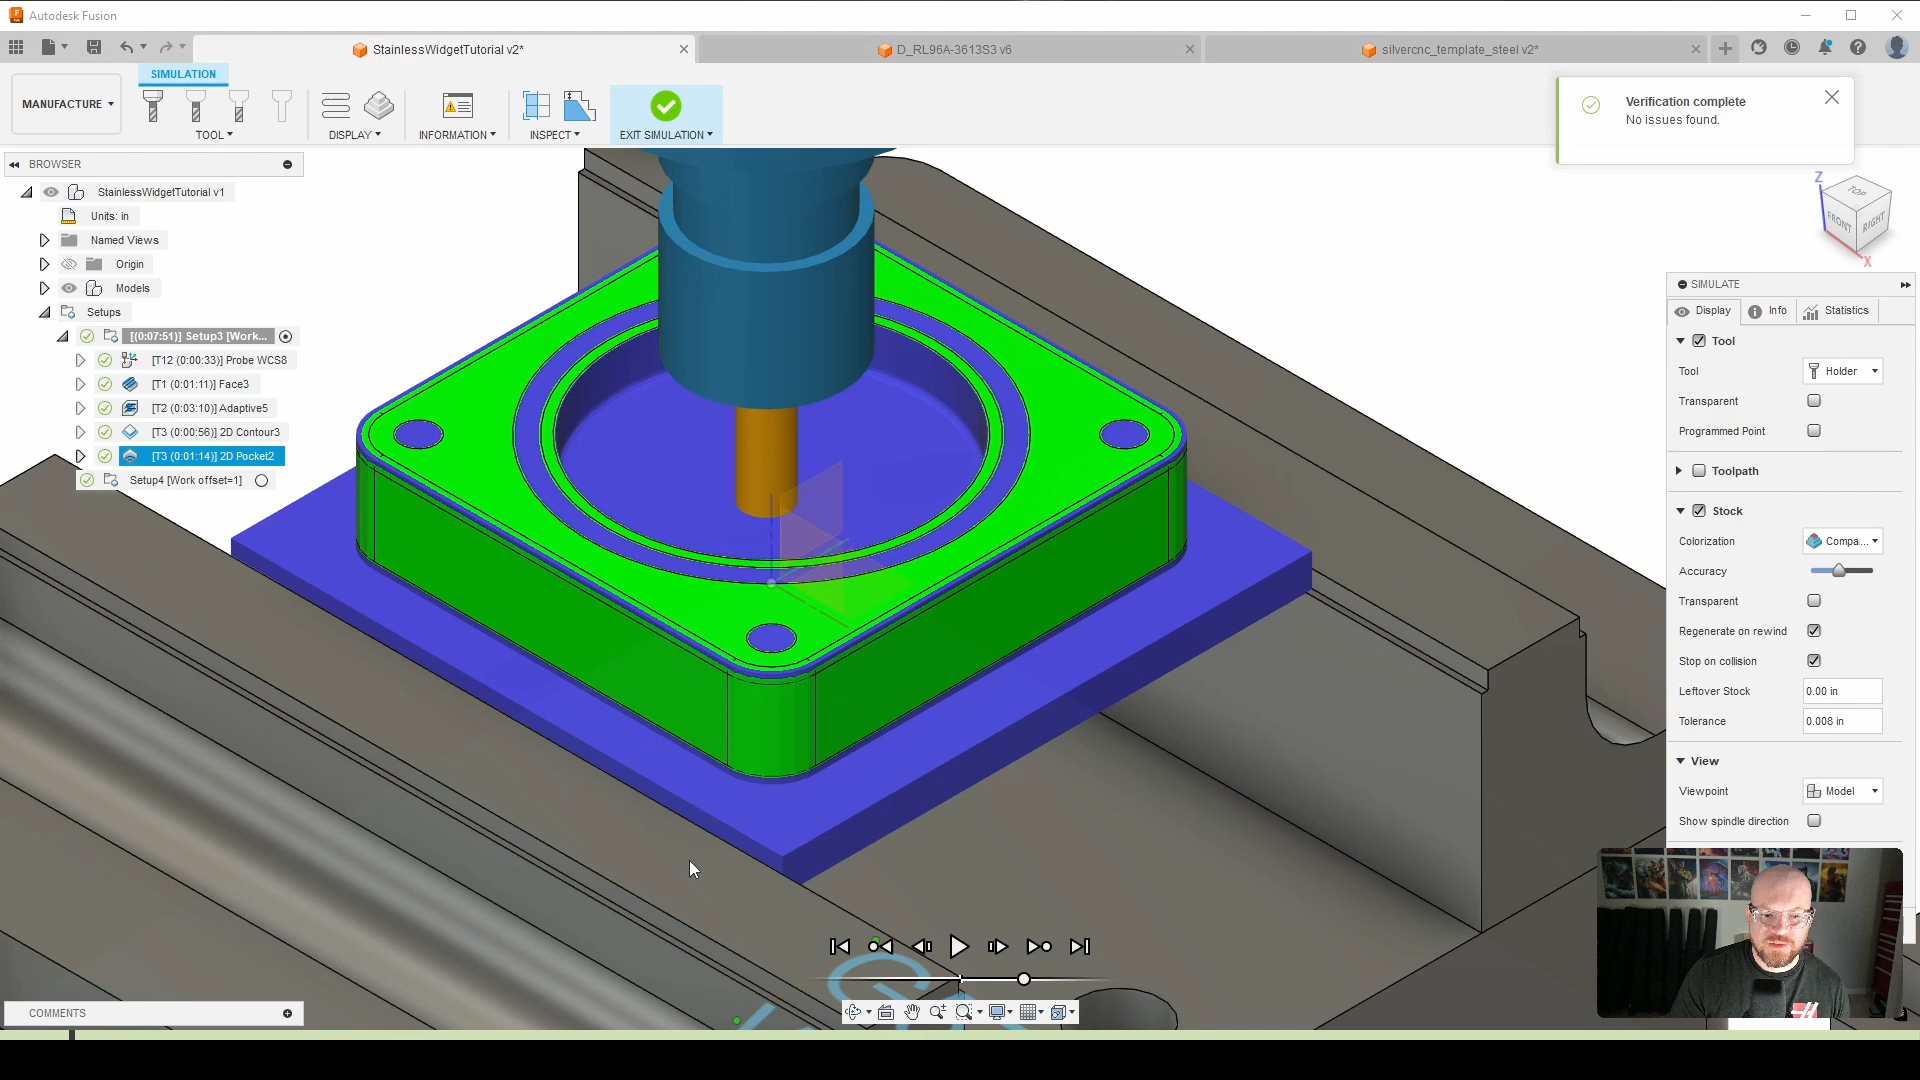 Autodesk Fusion
StainlessWidgetTutorial v2*
D_RL96A-3613S3 v6
silvercnc_template_steel v2*
SIMULATION
MANUFACTURE
TOOL
DISPLAY
INFORMATION
INSPECT
EXIT SIMULATION
Verification complete
No issues found.
BROWSER
StainlessWidgetTutorial v1
Units: in
Named Views
Origin
Models
Setups
[(0:07:51)] Setup3 [Work...
[T12 (0:00:33)] Probe WCS8
[T1 (0:01:11)] Face3
[T2 (0:03:10)] Adaptive5
[T3 (0:00:56)] 2D Contour3
[T3 (0:01:14)] 2D Pocket2
Setup4 [Work offset=1]
Z
TOP
FRONT
RIGHT
X
SIMULATE
Display
Info
Statistics
Tool
Tool
Holder
Transparent
Programmed Point
Toolpath
Stock
Colorization
Compa...
Accuracy
Transparent
Regenerate on rewind
Stop on collision
Leftover Stock
0.00 in
Tolerance
0.008 in
View
Viewpoint
Model
Show spindle direction
COMMENTS